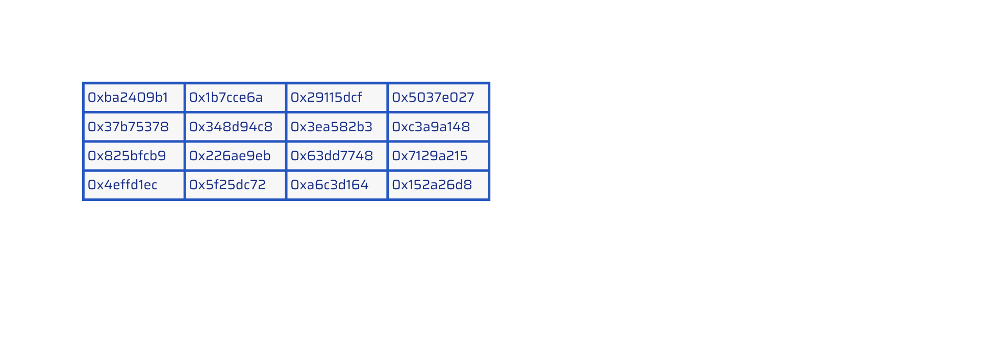 0xba2409b1 0x1b7cce6a 0x29115dcf 0x5037e027
0x37b75378 0x348d94c8 0x3ea582b3 0xc3a9a148
0x825bfcb9 0x226ae9eb 0x63dd7748 0x7129a215
0x4effd1ec 0x5f25dc72 0xa6c3d164 0x152a26d8